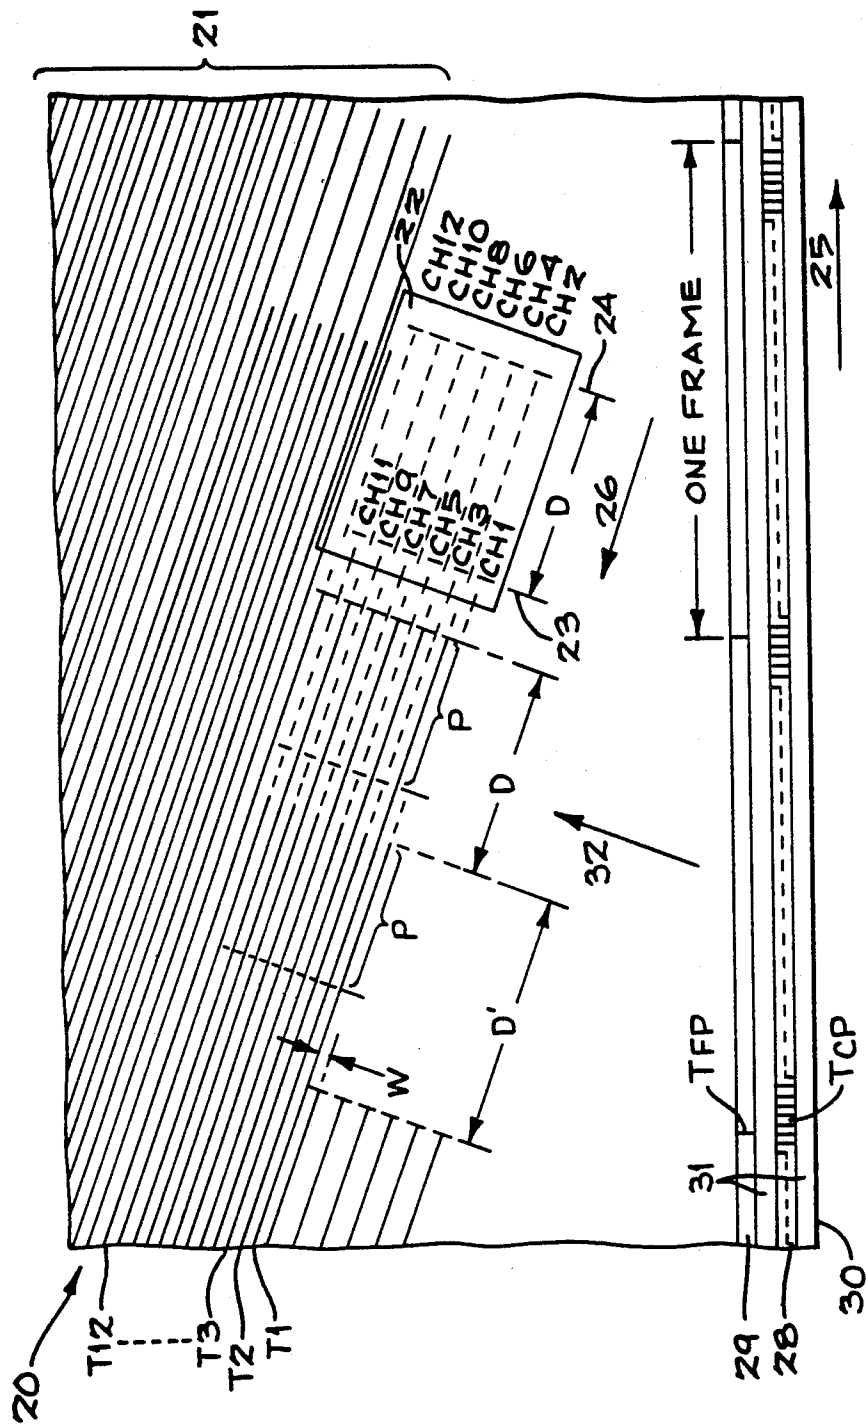 20
T12
T3
T2
T1
21
22
CH12
CH10
CH8
CH6
CH4
CH2
CH11
CH9
CH7
CH5
CH3
CH1
23
24
D
26
P
D
P
D'
W
32
ONE FRAME
25
TFP
TCP
31
29
28
30